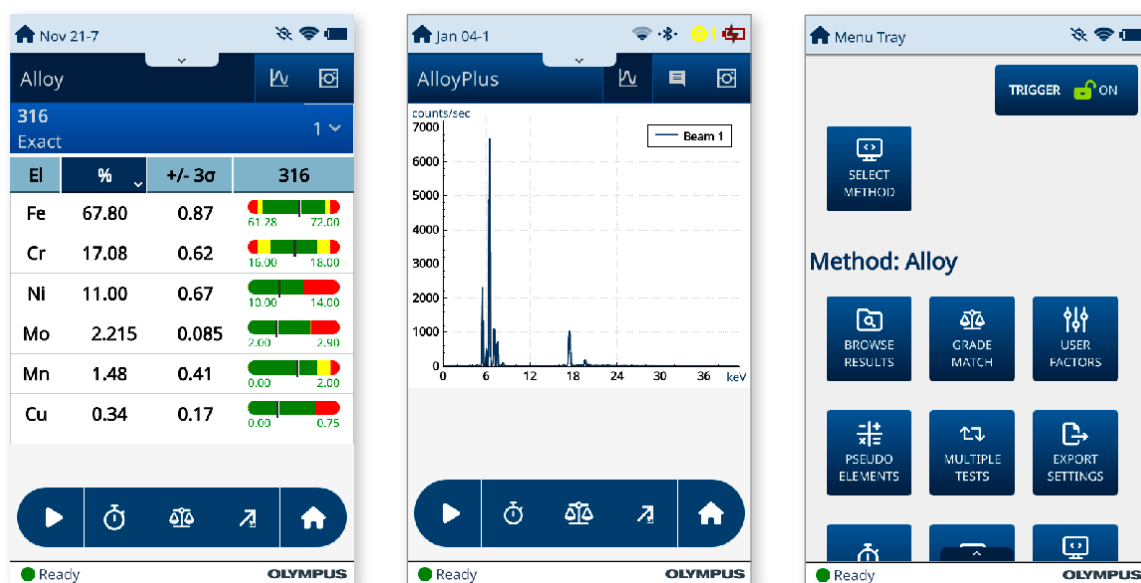 Nov 21-7
Alloy
316
Exact
1
El % +/- 3σ 316
Fe 67.80 0.87 61.28 72.00
Cr 17.08 0.62 16.00 18.00
Ni 11.00 0.67 10.00 14.00
Mo 2.215 0.085 2.00 2.90
Mn 1.48 0.41 0.00 2.00
Cu 0.34 0.17 0.00 0.75
Ready OLYMPUS
Jan 04-1
AlloyPlus
counts/sec
7000
Beam 1
6000
5000
4000
3000
2000
1000
0
0 6 12 18 24 30 36 keV
Ready OLYMPUS
Menu Tray
TRIGGER ON
SELECT
METHOD
Method: Alloy
BROWSE
RESULTS
GRADE
MATCH
USER
FACTORS
PSEUDO
ELEMENTS
MULTIPLE
TESTS
EXPORT
SETTINGS
Ready OLYMPUS